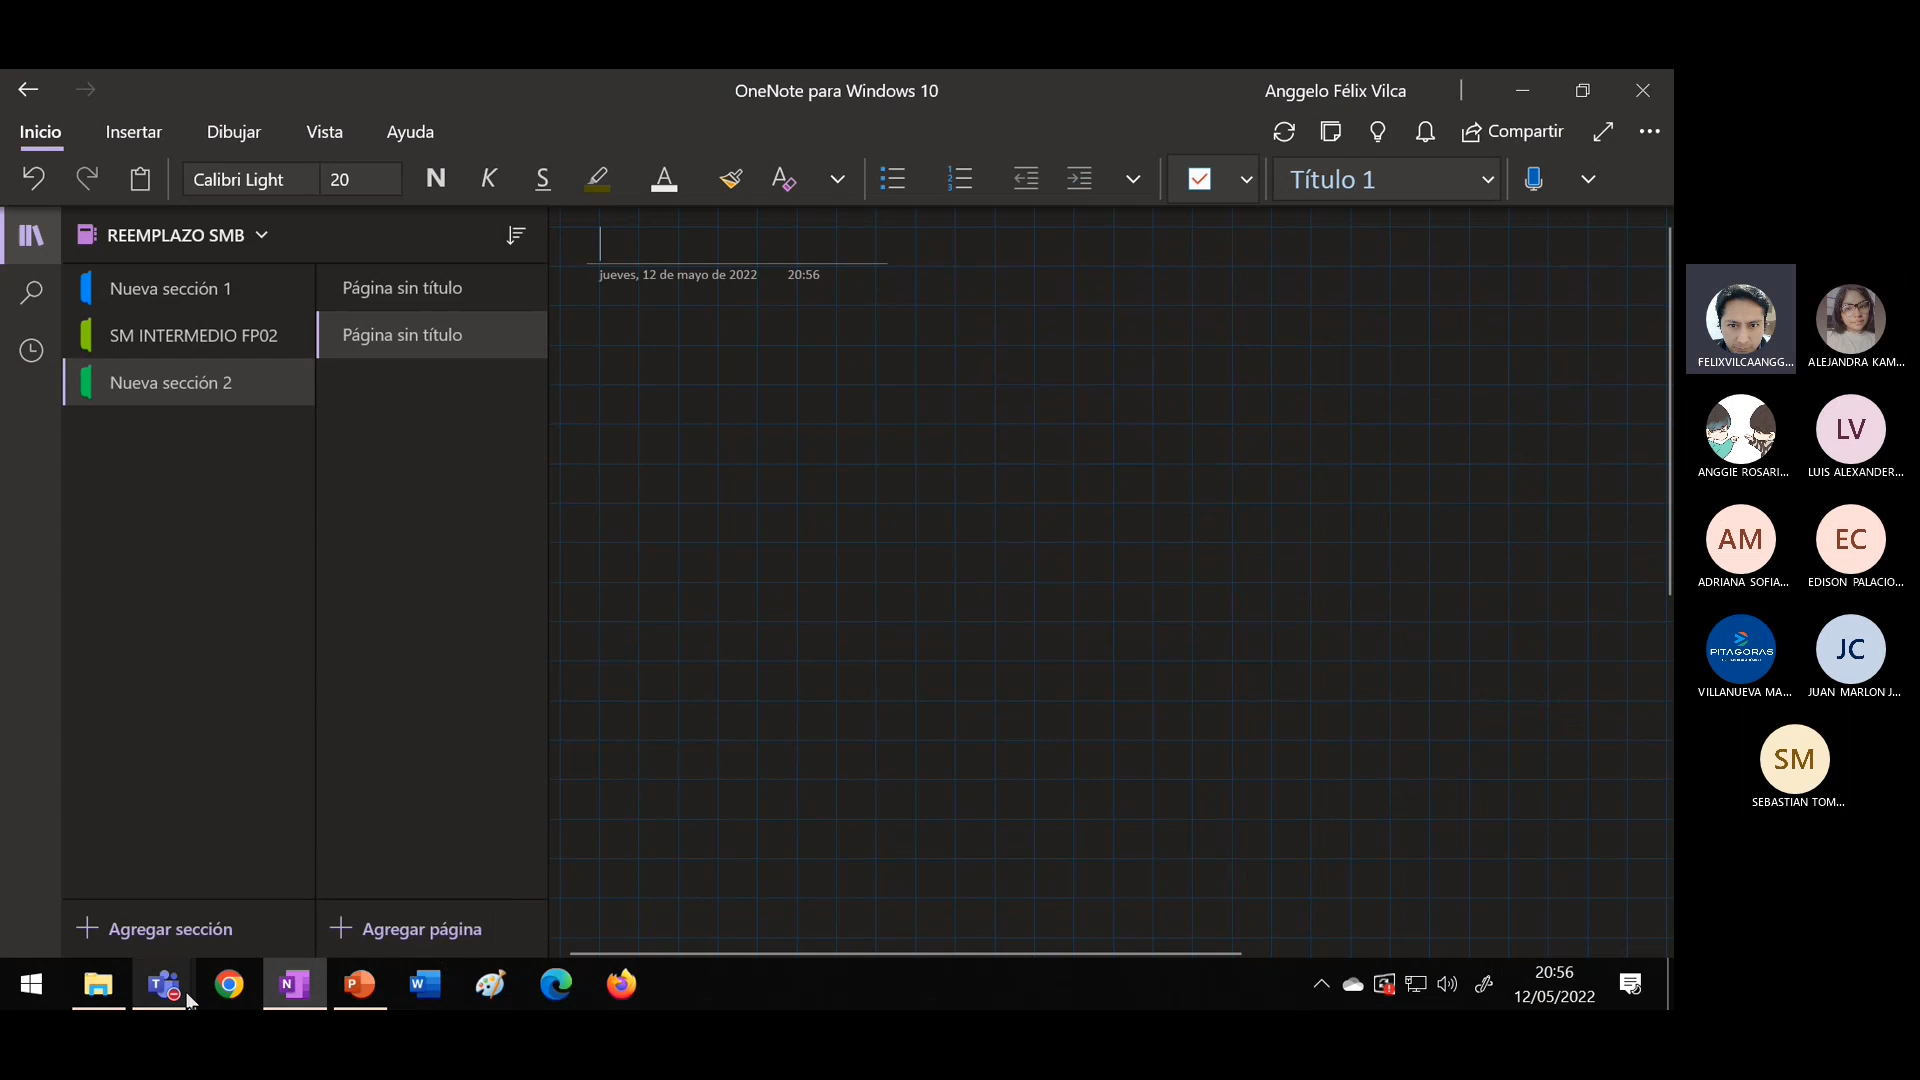 OneNote para Windows 10
Anggelo Félix Vilca
Inicio
Insertar
Dibujar
Vista
Ayuda
Compartir
Calibri Light
20
N
K
S
Título 1
REEMPLAZO SMB
Nueva sección 1
SM INTERMEDIO FP02
Nueva sección 2
Página sin título
Página sin título
jueves, 12 de mayo de 2022 20:56
Agregar sección
Agregar página
20:56
12/05/2022
FELIXVILCAANGG...
ALEJANDRA KAM...
ANGGIE ROSARI...
LV
LUIS ALEXANDER...
AM
ADRIANA SOFIA...
EC
EDISON PALACIO...
PITAGORAS
VILLANUEVA MA...
JC
JUAN MARLON J...
SM
SEBASTIAN TOM...